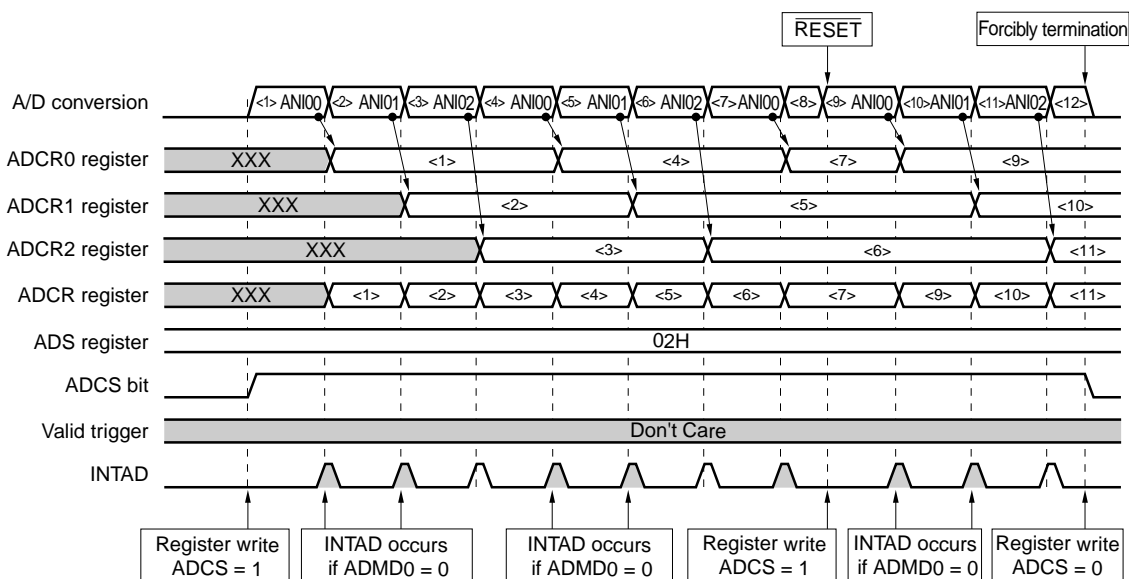 RESET
Forcibly termination
A/D conversion
<1> ANI00 <2> ANI01 <3> ANI02 <4> ANI00 <5> ANI01 <6> ANI02 <7> ANI00 <8> <9> ANI00 <10> ANI01 <11> ANI02 <12>
ADCR0 register
XXX <1> <4> <7> <9>
ADCR1 register
XXX <2> <5> <10>
ADCR2 register
XXX <3> <6> <11>
ADCR register
XXX <1> <2> <3> <4> <5> <6> <7> <9> <10> <11>
ADS register
02H
ADCS bit
Valid trigger
Don't Care
INTAD
Register write
ADCS = 1
INTAD occurs
if ADMD0 = 0
INTAD occurs
if ADMD0 = 0
Register write
ADCS = 1
INTAD occurs
if ADMD0 = 0
Register write
ADCS = 0